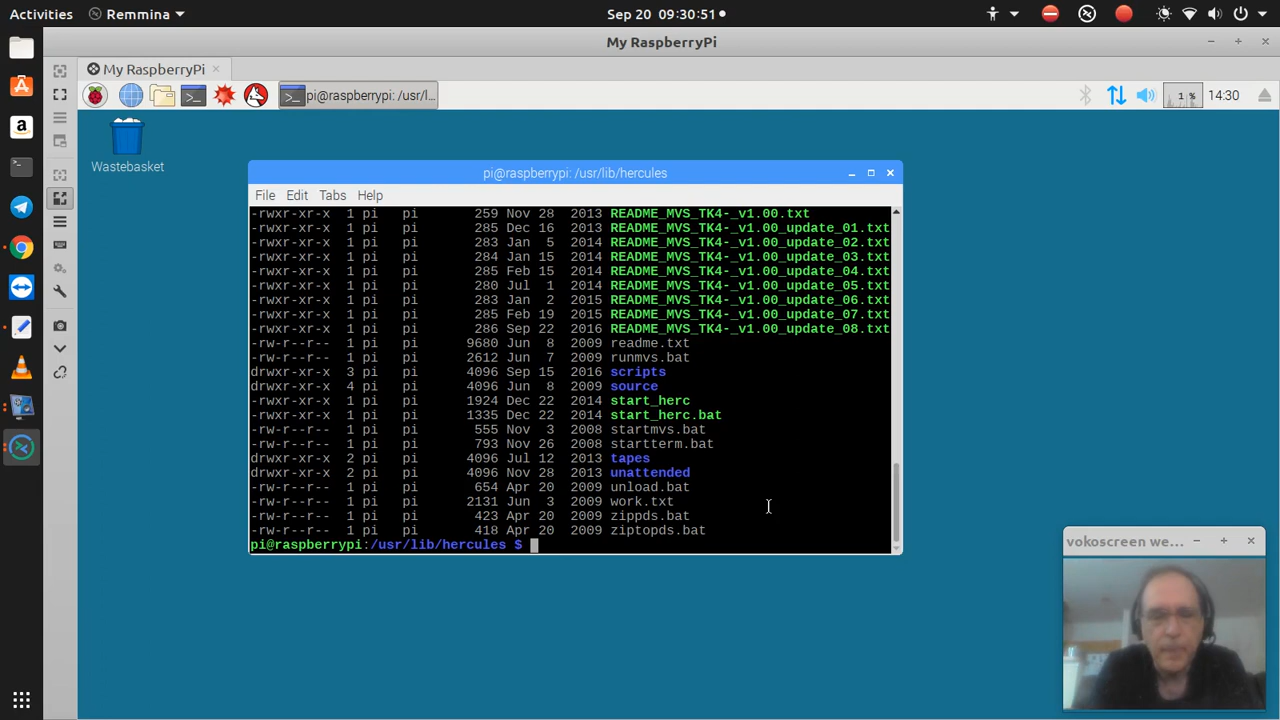 Activities Remmina Sep 20 09:30:51
My RaspberryPi
My RaspberryPi
pi@raspberrypi: /usr/l... 1 % 14:30
Wastebasket
pi@raspberrypi: /usr/lib/hercules
File Edit Tabs Help
-rwxr-xr-x 1 pi pi 259 Nov 28 2013 README_MVS_TK4-_v1.00.txt
-rwxr-xr-x 1 pi pi 285 Dec 16 2013 README_MVS_TK4-_v1.00_update_01.txt
-rwxr-xr-x 1 pi pi 283 Jan 5 2014 README_MVS_TK4-_v1.00_update_02.txt
-rwxr-xr-x 1 pi pi 284 Jan 15 2014 README_MVS_TK4-_v1.00_update_03.txt
-rwxr-xr-x 1 pi pi 285 Feb 15 2014 README_MVS_TK4-_v1.00_update_04.txt
-rwxr-xr-x 1 pi pi 280 Jul 1 2014 README_MVS_TK4-_v1.00_update_05.txt
-rwxr-xr-x 1 pi pi 283 Jan 2 2015 README_MVS_TK4-_v1.00_update_06.txt
-rwxr-xr-x 1 pi pi 285 Feb 19 2015 README_MVS_TK4-_v1.00_update_07.txt
-rwxr-xr-x 1 pi pi 286 Sep 22 2016 README_MVS_TK4-_v1.00_update_08.txt
-rw-r--r-- 1 pi pi 9680 Jun 8 2009 readme.txt
-rw-r--r-- 1 pi pi 2612 Jun 7 2009 runmvs.bat
drwxr-xr-x 3 pi pi 4096 Sep 15 2016 scripts
drwxr-xr-x 4 pi pi 4096 Jun 8 2009 source
-rwxr-xr-x 1 pi pi 1924 Dec 22 2014 start_herc
-rwxr-xr-x 1 pi pi 1335 Dec 22 2014 start_herc.bat
-rw-r--r-- 1 pi pi 555 Nov 3 2008 startmvs.bat
-rw-r--r-- 1 pi pi 793 Nov 26 2008 startterm.bat
drwxr-xr-x 2 pi pi 4096 Jul 12 2013 tapes
drwxr-xr-x 2 pi pi 4096 Nov 28 2013 unattended
-rw-r--r-- 1 pi pi 654 Apr 20 2009 unload.bat
-rw-r--r-- 1 pi pi 2131 Jun 3 2009 work.txt
-rw-r--r-- 1 pi pi 423 Apr 20 2009 zippds.bat
-rw-r--r-- 1 pi pi 418 Apr 20 2009 ziptopds.bat
pi@raspberrypi:/usr/lib/hercules $
vokoscreen we...